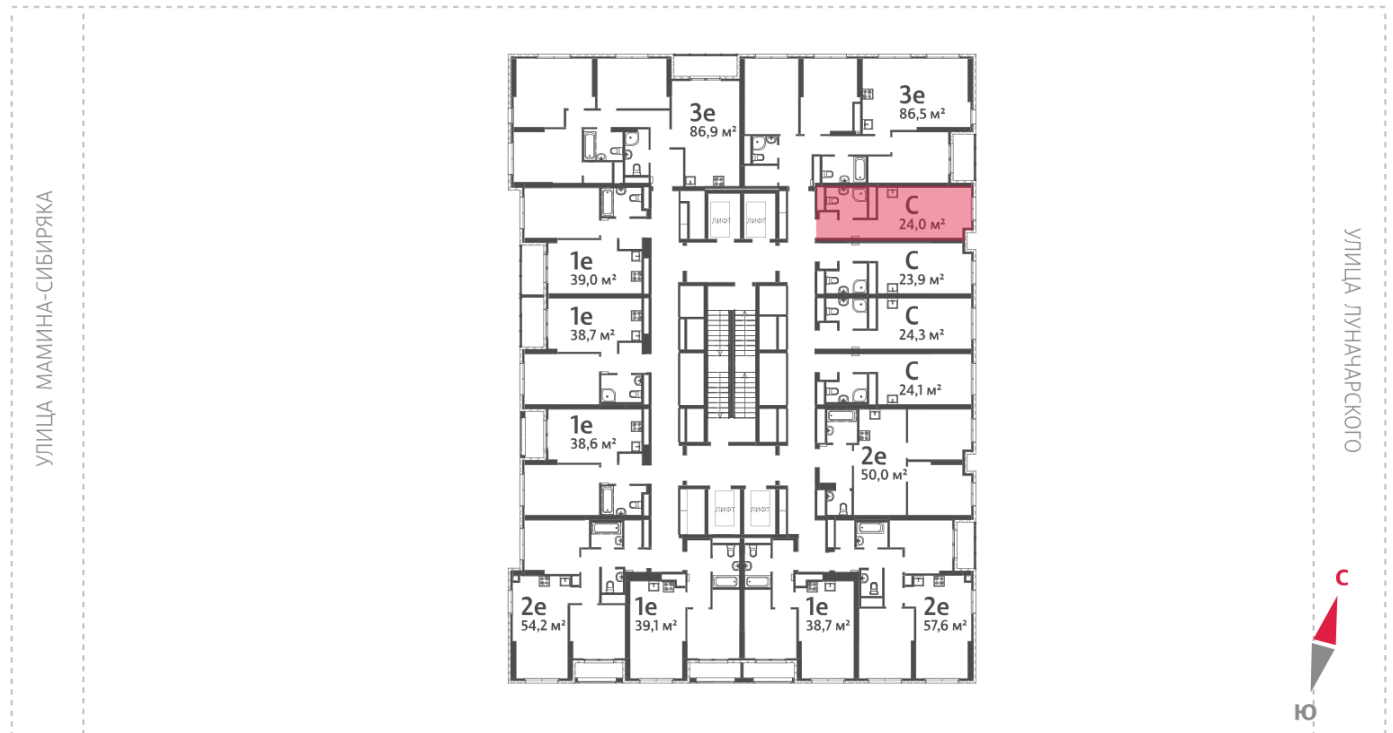 УЛИЦА МАМИНА-СИБИРЯКА
3е
86,9 м²
3е
86,5 м²
ЛИФТ
ЛИФТ
С
24,0 м²
1е
39,0 м²
С
23,9 м²
1е
38,7 м²
С
24,3 м²
С
24,1 м²
1е
38,6 м²
2е
50,0 м²
ЛИФТ
ЛИФТ
2е
54,2 м²
1е
39,1 м²
1е
38,7 м²
2е
57,6 м²
УЛИЦА ЛУНАЧАРСКОГО
С
Ю